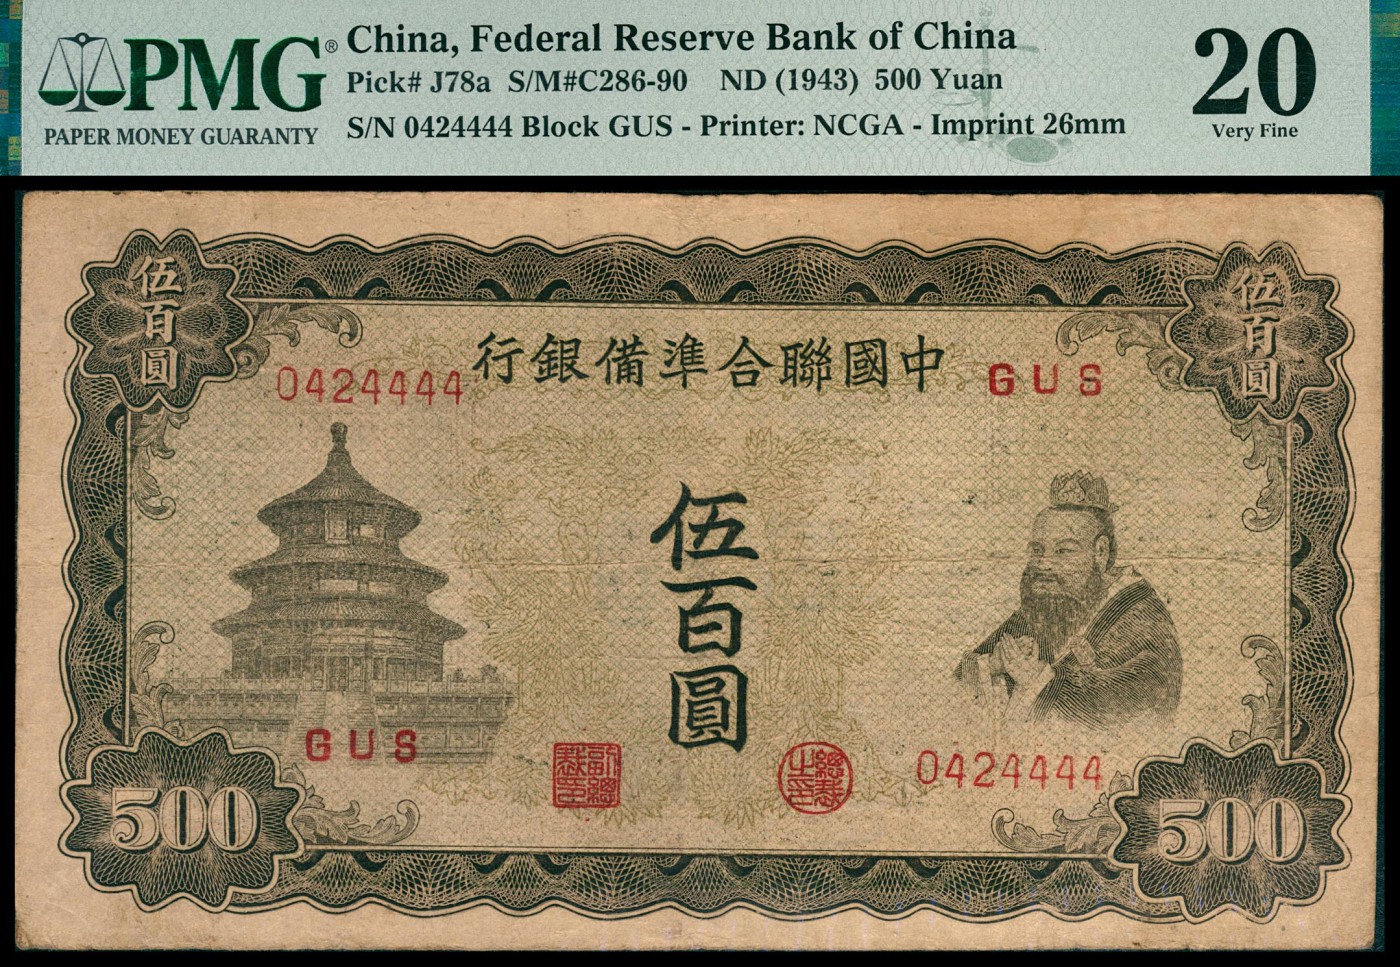 PMG®
PAPER MONEY GUARANTY
China, Federal Reserve Bank of China
Pick# J78a S/M#C286-90 ND (1943) 500 Yuan
S/N 0424444 Block GUS - Printer: NCGA - Imprint 26mm
20
Very Fine
伍百圓
伍百圓
行銀備準合聯國中
0424444
GUS
伍百圓
GUS
0424444
500
500